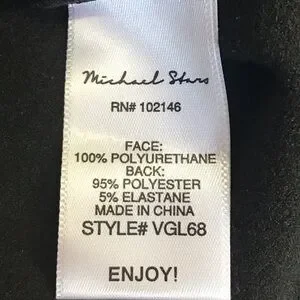 Michael Stars
RN# 102146
FACE:
100% POLYURETHANE
BACK:
95% POLYESTER
5% ELASTANE
MADE IN CHINA
STYLE# VGL68
ENJOY!